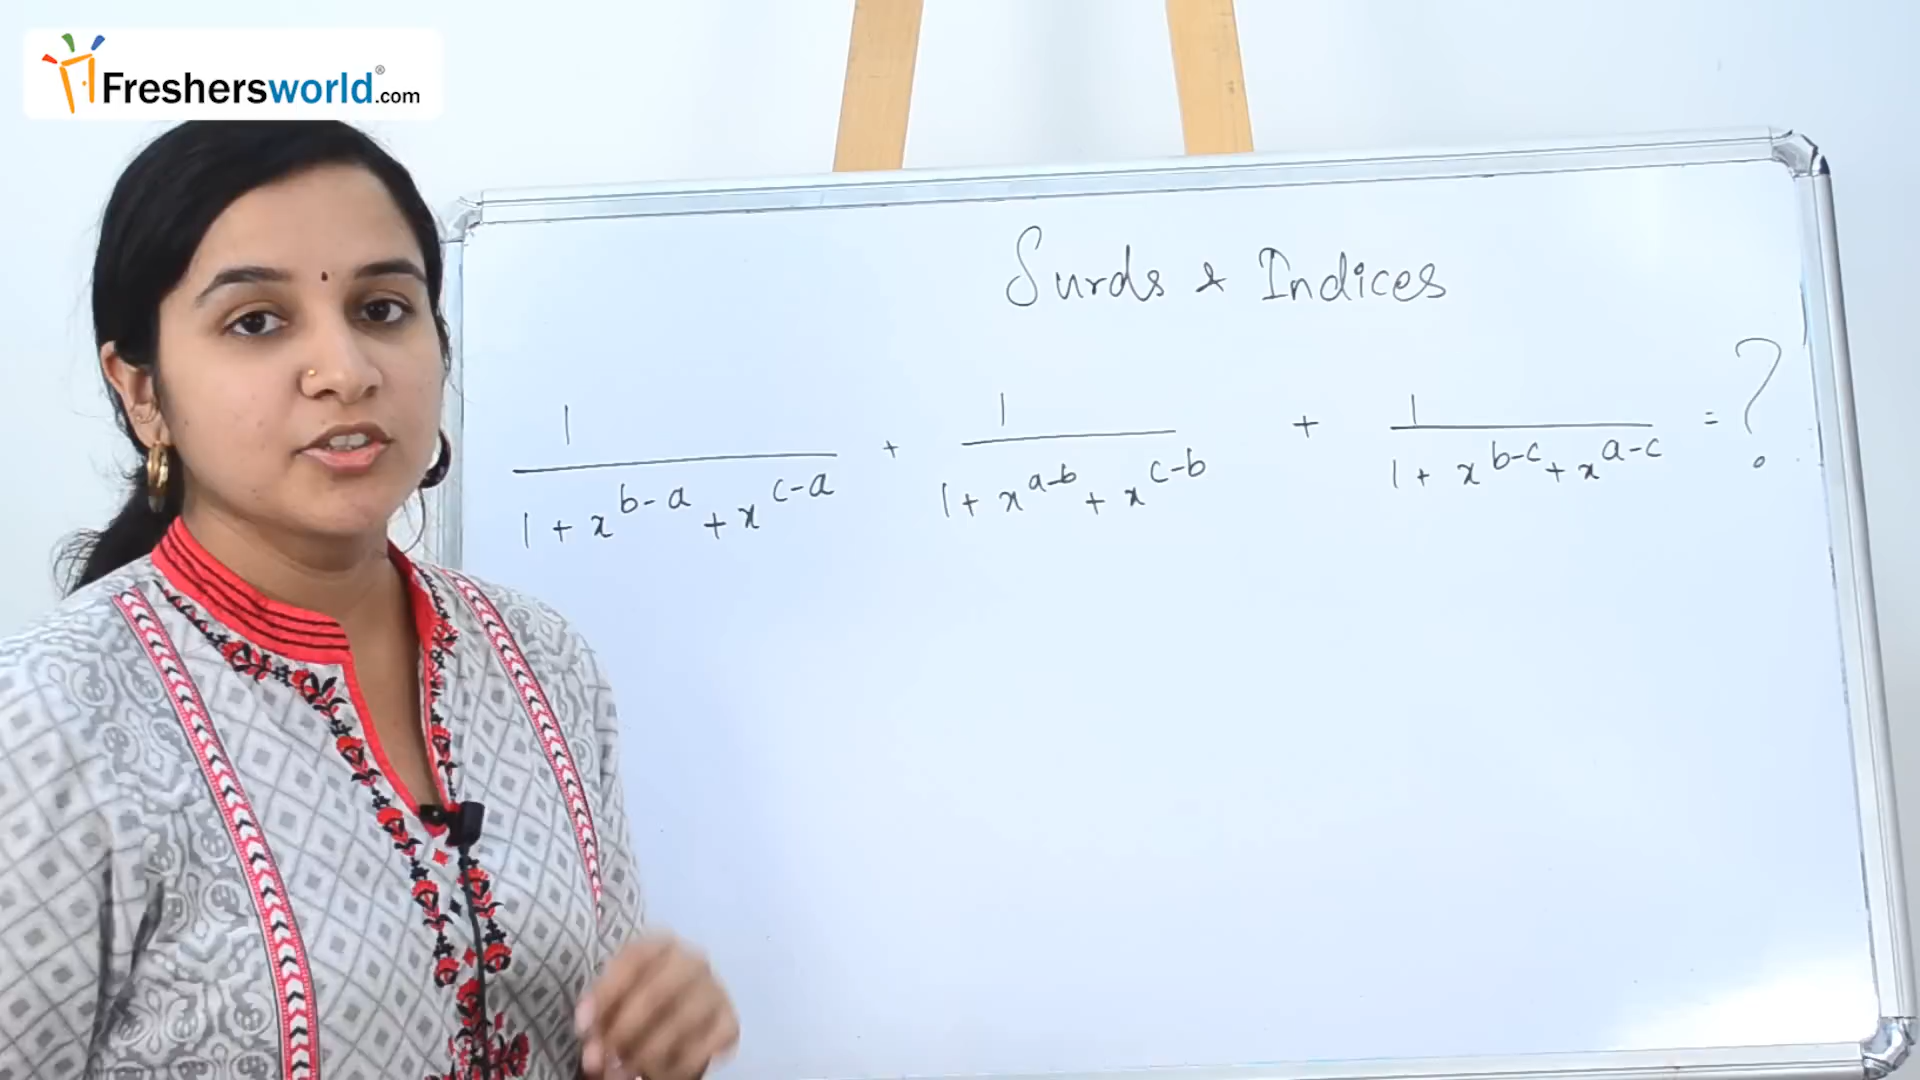 Freshersworld.com
Surds & Indices
1/(1 + x^(b-a) + x^(c-a)) + 1/(1 + x^(a-b) + x^(c-b)) + 1/(1 + x^(b-c) + x^(a-c)) = ?